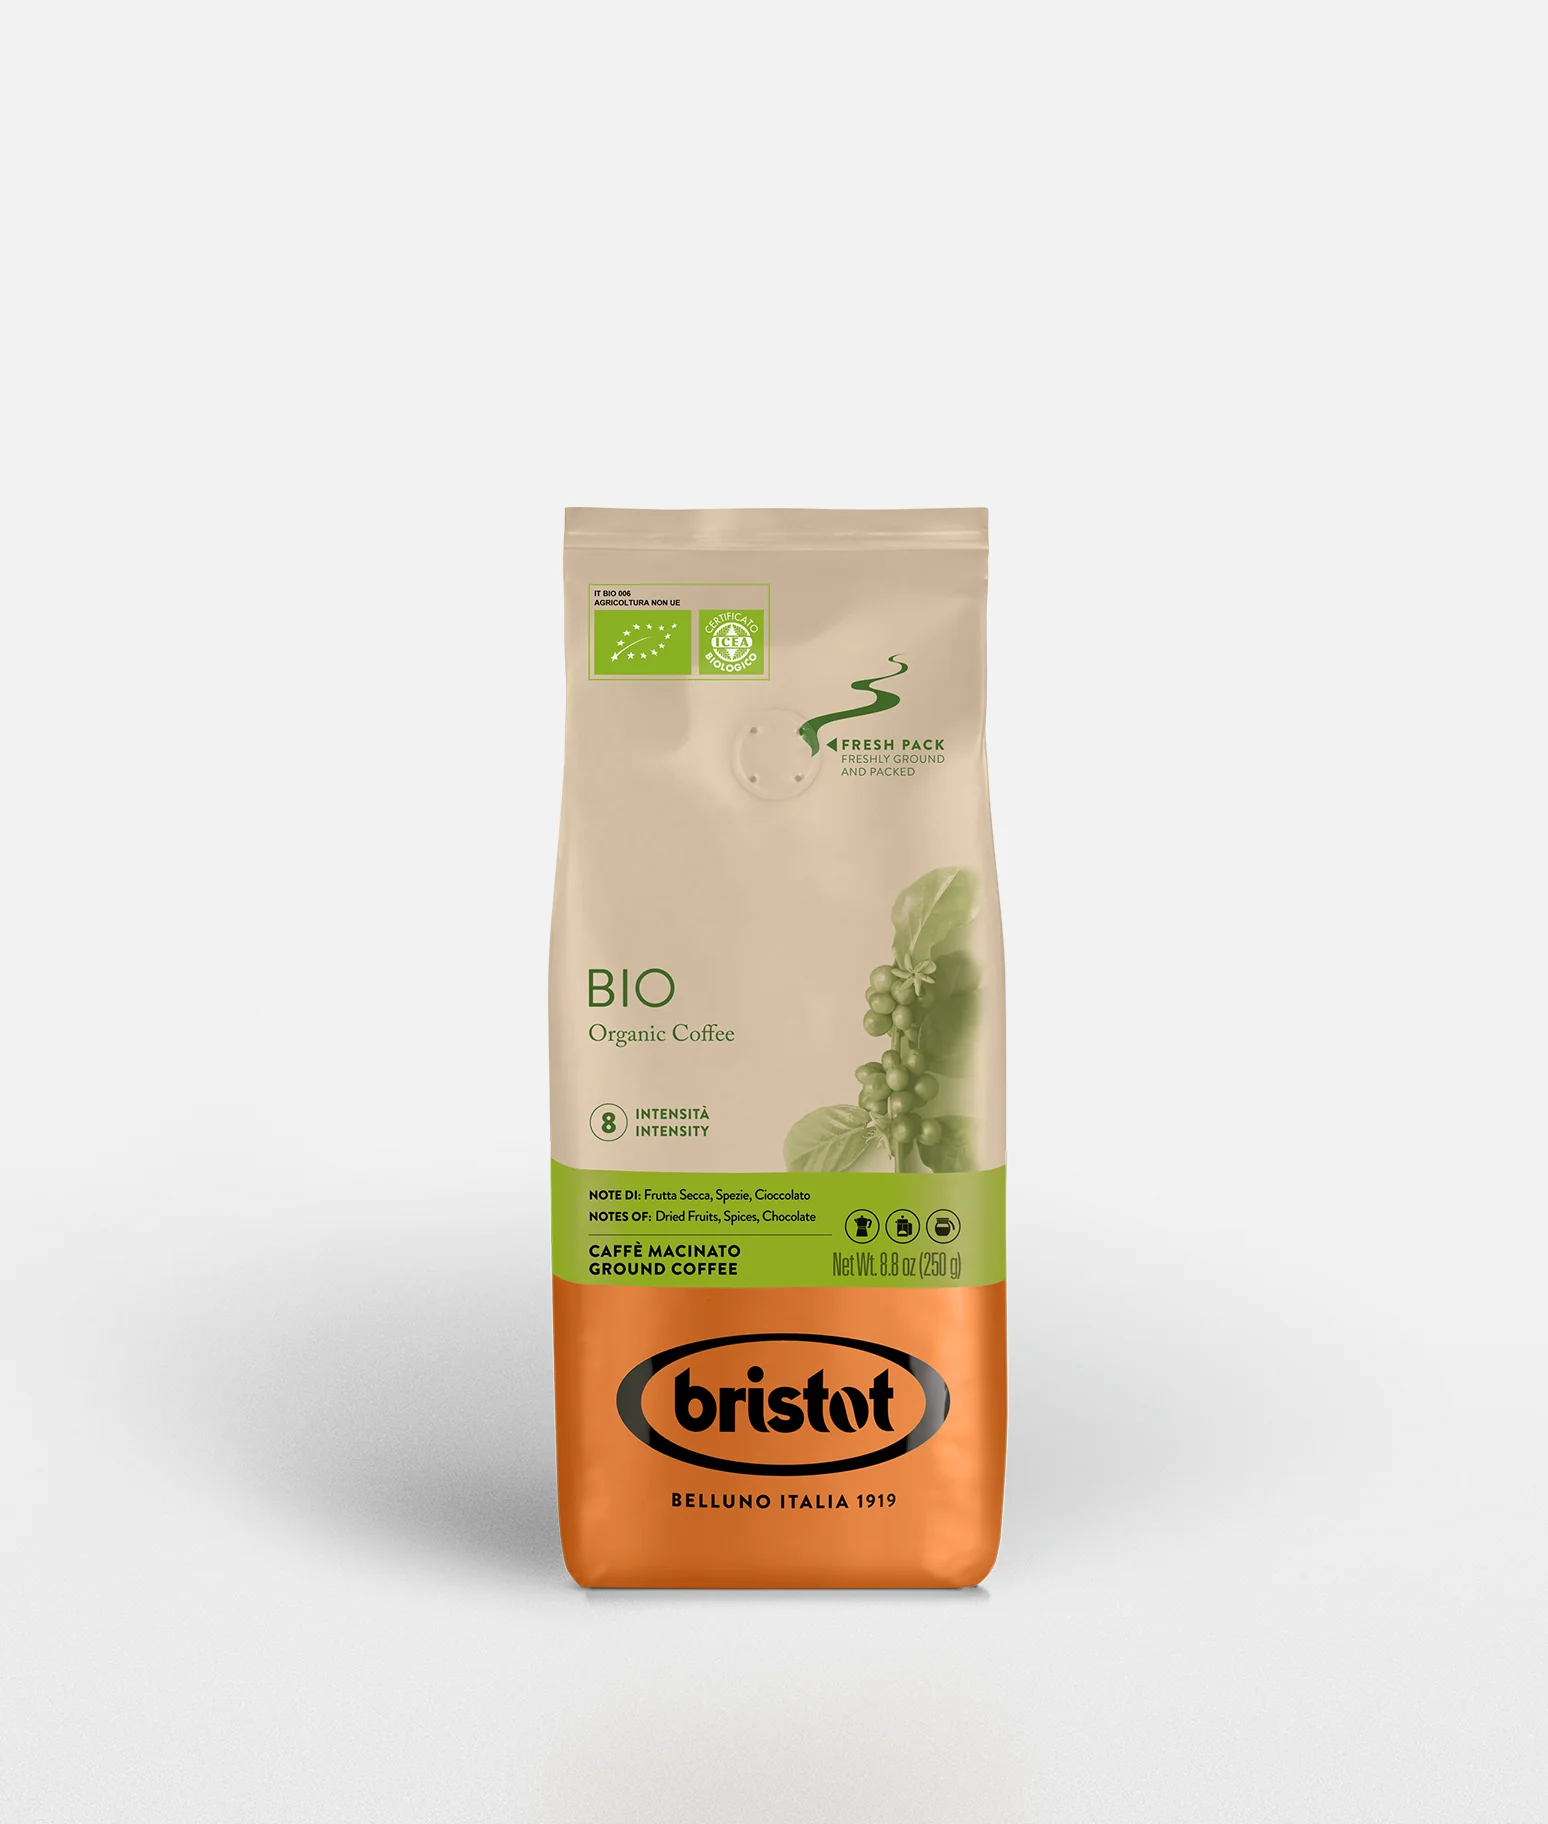 IT BIO 006
AGRICOLTURA NON UE
CERTIFICATO
ICEA
BIOLOGICO
FRESH PACK
FRESHLY GROUND
AND PACKED
BIO
Organic Coffee
8
INTENSITÀ
INTENSITY
NOTE DI: Frutta Secca, Spezie, Cioccolato
NOTES OF: Dried Fruits, Spices, Chocolate
CAFFÈ MACINATO
GROUND COFFEE
Net Wt. 8.8 oz (250 g)
bristot
BELLUNO ITALIA 1919